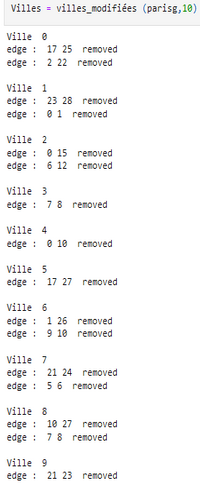 Villes = villes_modifiées (parisg,10)
Ville  0
edge :  17 25  removed
edge :  2 22  removed
Ville  1
edge :  23 28  removed
edge :  0 1  removed
Ville  2
edge :  0 15  removed
edge :  6 12  removed
Ville  3
edge :  7 8  removed
Ville  4
edge :  0 10  removed
Ville  5
edge :  17 27  removed
Ville  6
edge :  1 26  removed
edge :  9 10  removed
Ville  7
edge :  21 24  removed
edge :  5 6  removed
Ville  8
edge :  10 27  removed
edge :  7 8  removed
Ville  9
edge :  21 23  removed